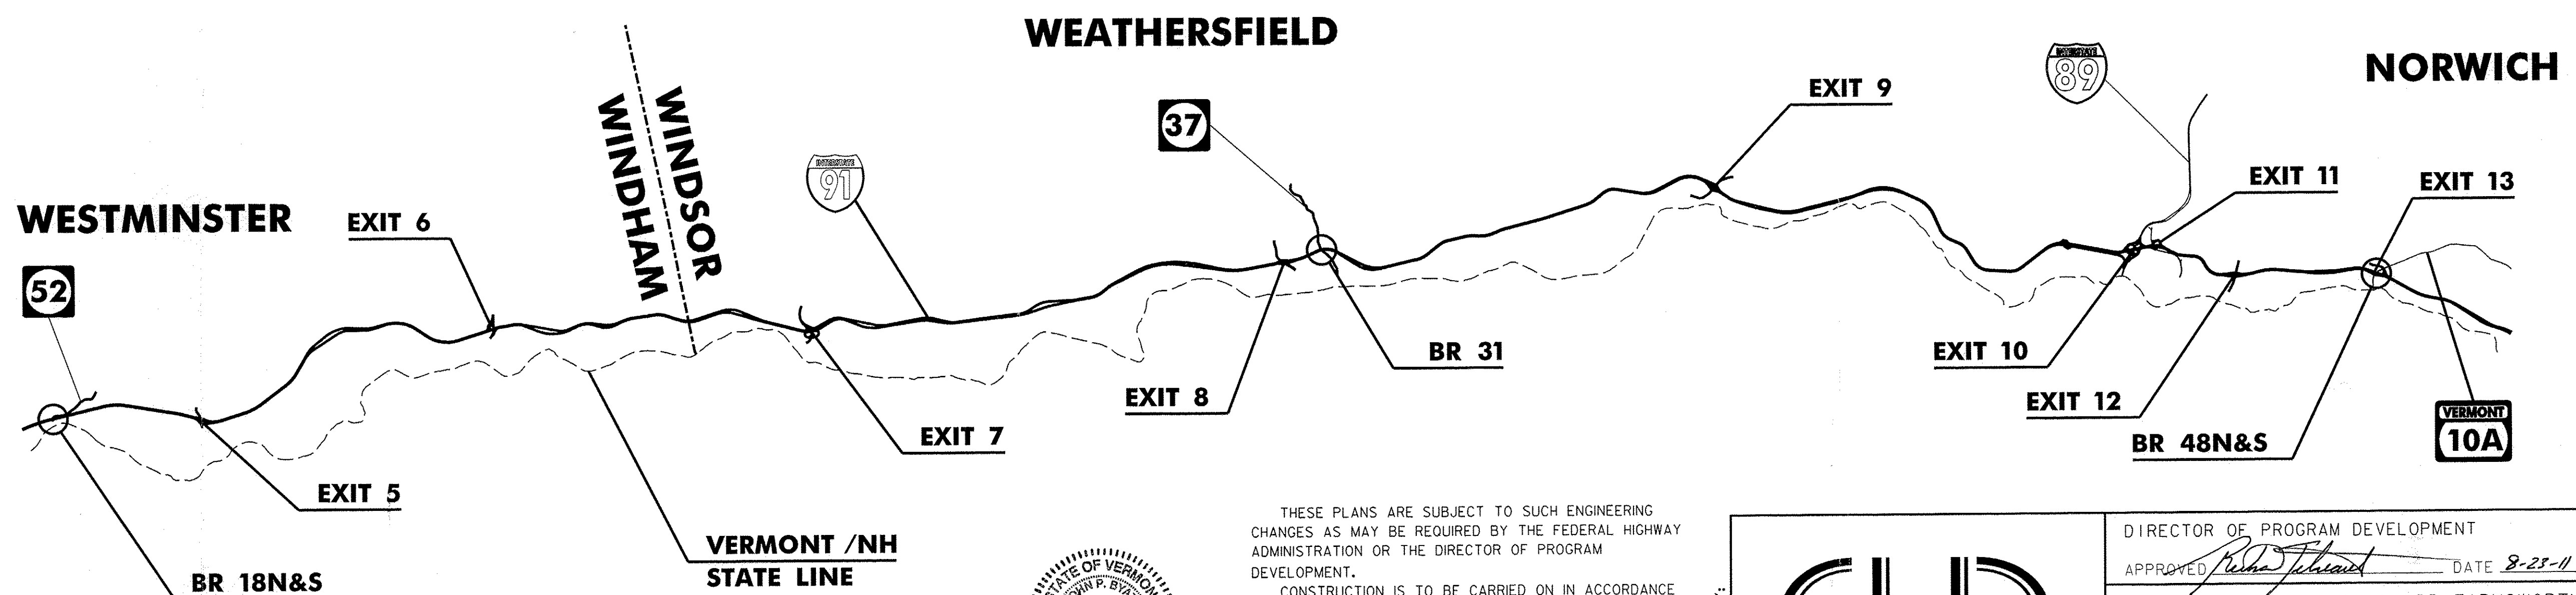 WEATHERSFIELD
NORWICH
INTERSTATE
89
EXIT 9
37
WINDSOR
WINDHAM
INTERSTATE
91
EXIT 11
EXIT 13
WESTMINSTER
EXIT 6
52
BR 31
EXIT 10
EXIT 8
EXIT 12
VERMONT
10A
EXIT 7
BR 48N&S
EXIT 5
VERMONT /NH
STATE LINE
BR 18N&S
STATE OF VERMONT
THESE PLANS ARE SUBJECT TO SUCH ENGINEERING
CHANGES AS MAY BE REQUIRED BY THE FEDERAL HIGHWAY
ADMINISTRATION OR THE DIRECTOR OF PROGRAM
DEVELOPMENT.
CONSTRUCTION IS TO BE CARRIED ON IN ACCORDANCE
DIRECTOR OF PROGRAM DEVELOPMENT
APPROVED DATE 8-23-11